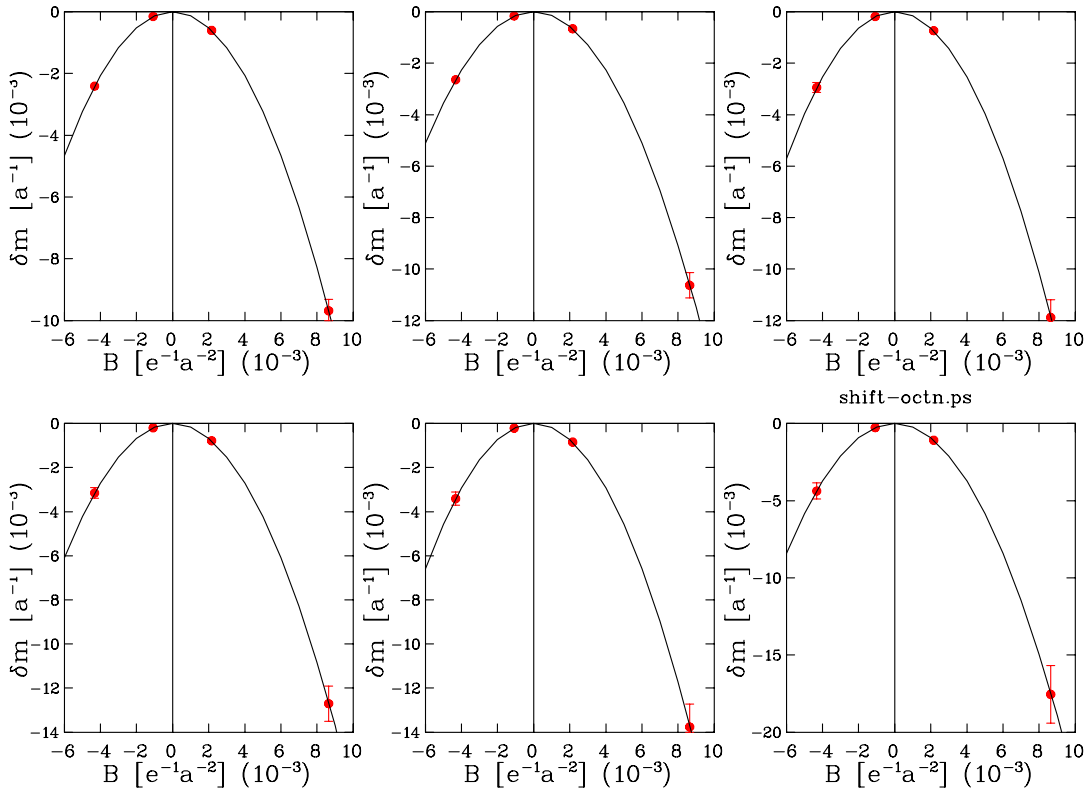 0 0 0
-2 -2 -2
-4 -4 -4
-6 -6 -6
-8 -8 -8
-10 -10 -10
-12 -12
δm [a⁻¹] (10⁻³) δm [a⁻¹] (10⁻³) δm [a⁻¹] (10⁻³)
-6 -4 -2 0 2 4 6 8 10 -6 -4 -2 0 2 4 6 8 10 -6 -4 -2 0 2 4 6 8 10
B [e⁻¹a⁻²] (10⁻³) B [e⁻¹a⁻²] (10⁻³) B [e⁻¹a⁻²] (10⁻³)
shift-octn.ps
0 0 0
-2 -2
-4 -4 -5
-6 -6
-8 -8 -10
-10 -10
-12 -12 -15
-14 -14 -20
δm [a⁻¹] (10⁻³) δm [a⁻¹] (10⁻³) δm [a⁻¹] (10⁻³)
-6 -4 -2 0 2 4 6 8 10 -6 -4 -2 0 2 4 6 8 10 -6 -4 -2 0 2 4 6 8 10
B [e⁻¹a⁻²] (10⁻³) B [e⁻¹a⁻²] (10⁻³) B [e⁻¹a⁻²] (10⁻³)